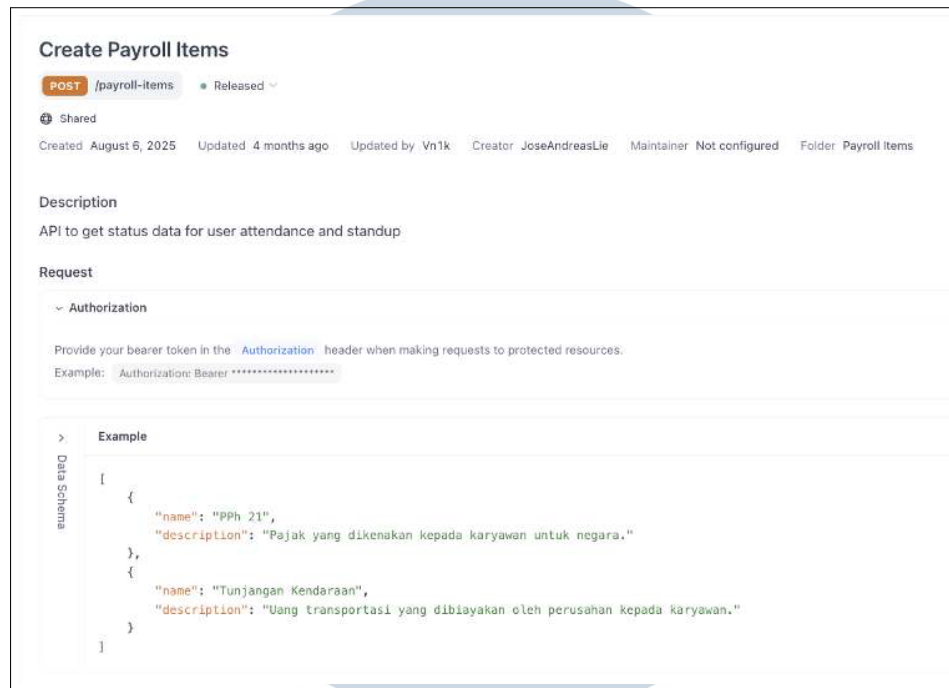 Create Payroll Items
POST /payroll-items Released
Shared
Created August 6, 2025 Updated 4 months ago Updated by Vn1k Creator JoseAndreasLie Maintainer Not configured Folder Payroll Items
Description
API to get status data for user attendance and standup
Request
Authorization
Provide your bearer token in the Authorization header when making requests to protected resources.
Example: Authorization: Bearer ********************
Data Schema
Example
[
{
"name": "PPh 21",
"description": "Pajak yang dikenakan kepada karyawan untuk negara."
},
{
"name": "Tunjangan Kendaraan",
"description": "Uang transportasi yang dibiayakan oleh perusahan kepada karyawan."
}
]